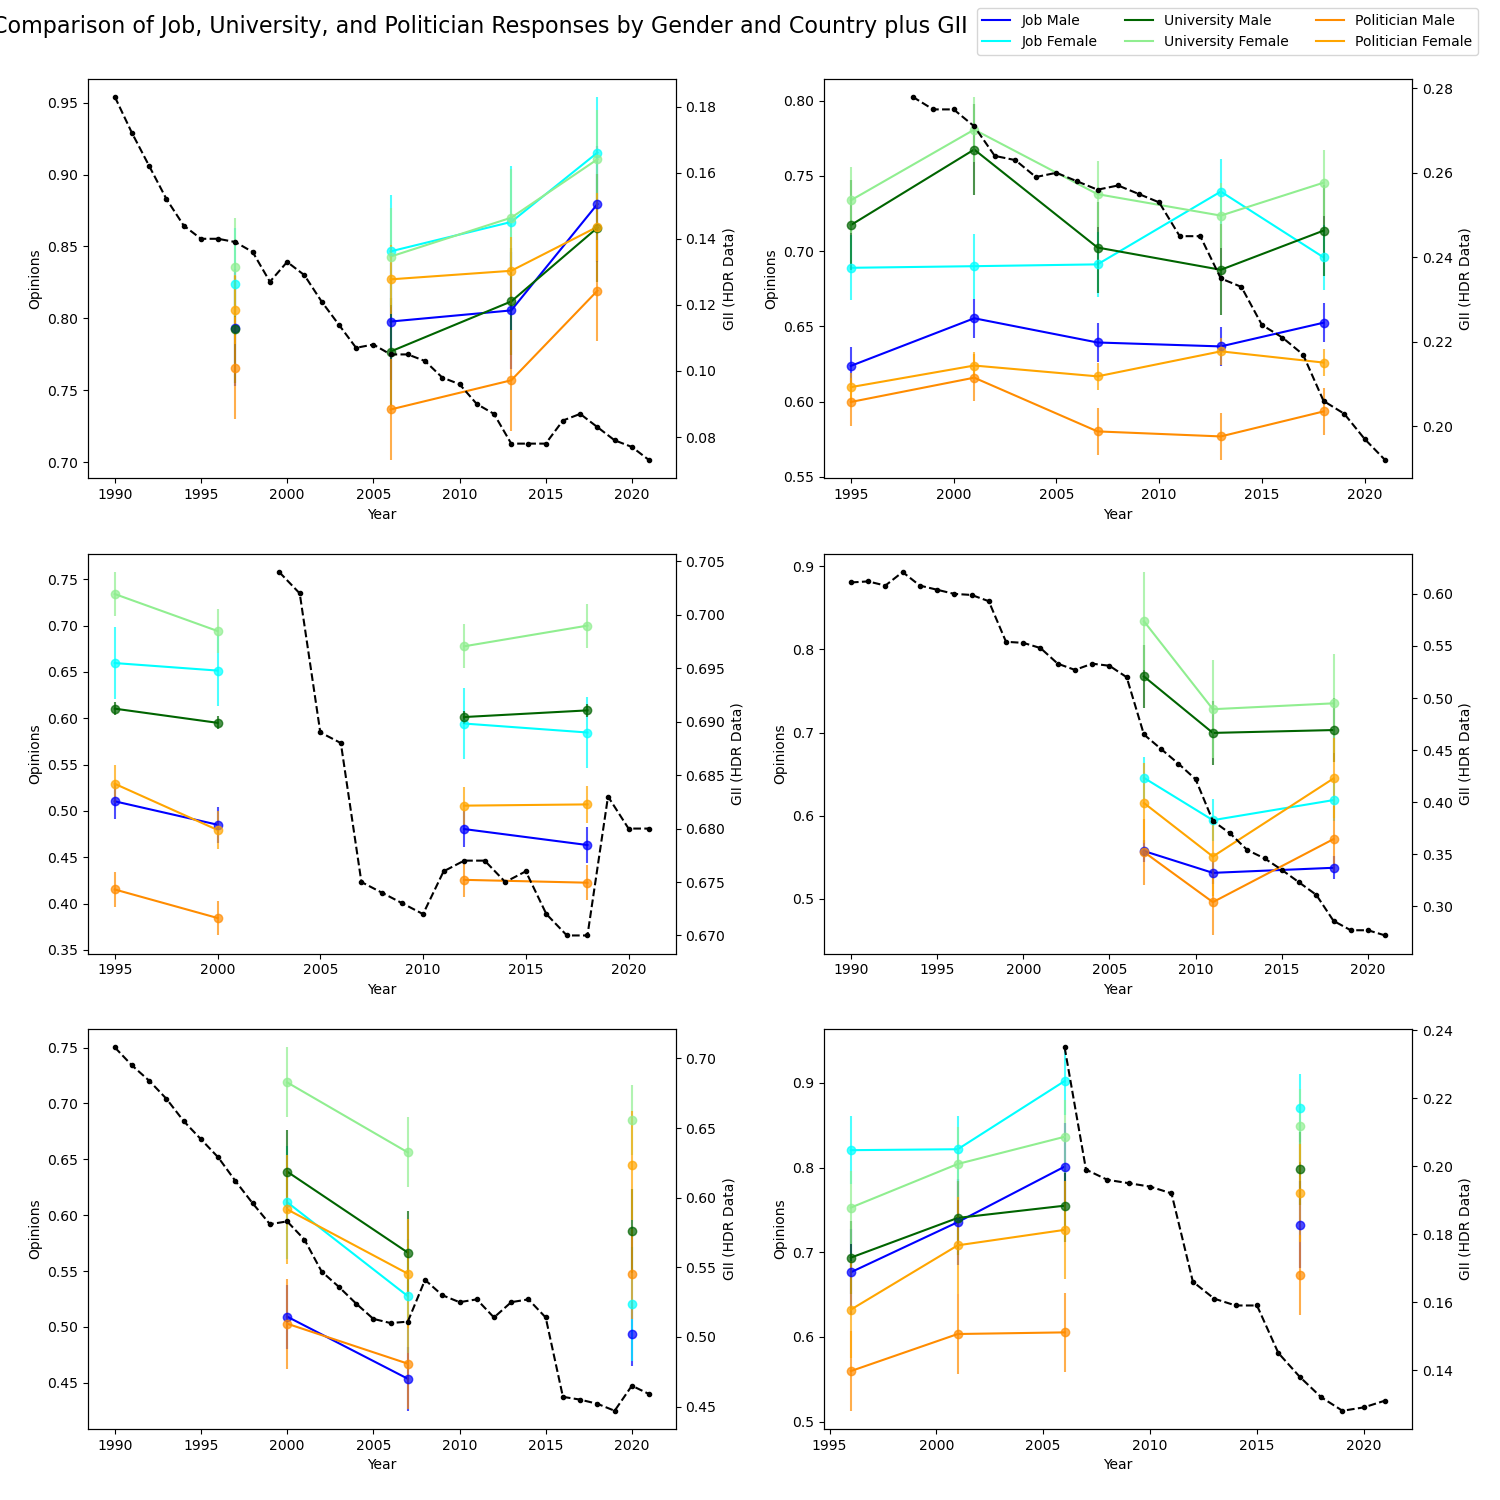 Comparison of Job, University, and Politician Responses by Gender and Country plus GII
Job Male
Job Female
University Male
University Female
Politician Male
Politician Female
0.95
0.90
0.85
0.80
0.75
0.70
Opinions
1990 1995 2000 2005 2010 2015 2020
Year
0.18
0.16
0.14
0.12
0.10
0.08
GII (HDR Data)
0.80
0.75
0.70
0.65
0.60
0.55
Opinions
1995 2000 2005 2010 2015 2020
Year
0.28
0.26
0.24
0.22
0.20
GII (HDR Data)
0.75
0.70
0.65
0.60
0.55
0.50
0.45
0.40
0.35
Opinions
1995 2000 2005 2010 2015 2020
Year
0.705
0.700
0.695
0.690
0.685
0.680
0.675
0.670
GII (HDR Data)
0.9
0.8
0.7
0.6
0.5
Opinions
1990 1995 2000 2005 2010 2015 2020
Year
0.60
0.55
0.50
0.45
0.40
0.35
0.30
GII (HDR Data)
0.75
0.70
0.65
0.60
0.55
0.50
0.45
Opinions
1990 1995 2000 2005 2010 2015 2020
Year
0.70
0.65
0.60
0.55
0.50
0.45
GII (HDR Data)
0.9
0.8
0.7
0.6
0.5
Opinions
1995 2000 2005 2010 2015 2020
Year
0.24
0.22
0.20
0.18
0.16
0.14
GII (HDR Data)